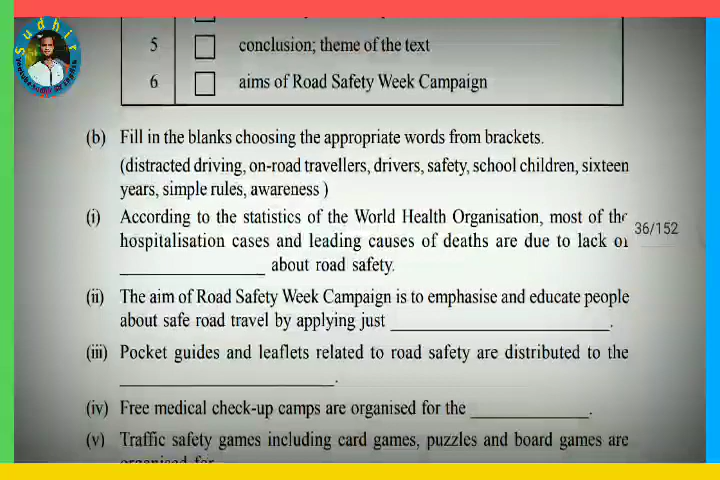 Sudhir
5 conclusion; theme of the text
6 aims of Road Safety Week Campaign
(b) Fill in the blanks choosing the appropriate words from brackets.
(distracted driving, on-road travellers, drivers, safety, school children, sixteen
years, simple rules, awareness )
(i) According to the statistics of the World Health Organisation, most of the
36/152
hospitalisation cases and leading causes of deaths are due to lack of
about road safety.
(ii) The aim of Road Safety Week Campaign is to emphasise and educate people
about safe road travel by applying just .
(iii) Pocket guides and leaflets related to road safety are distributed to the
.
(iv) Free medical check-up camps are organised for the .
(v) Traffic safety games including card games, puzzles and board games are
organised for